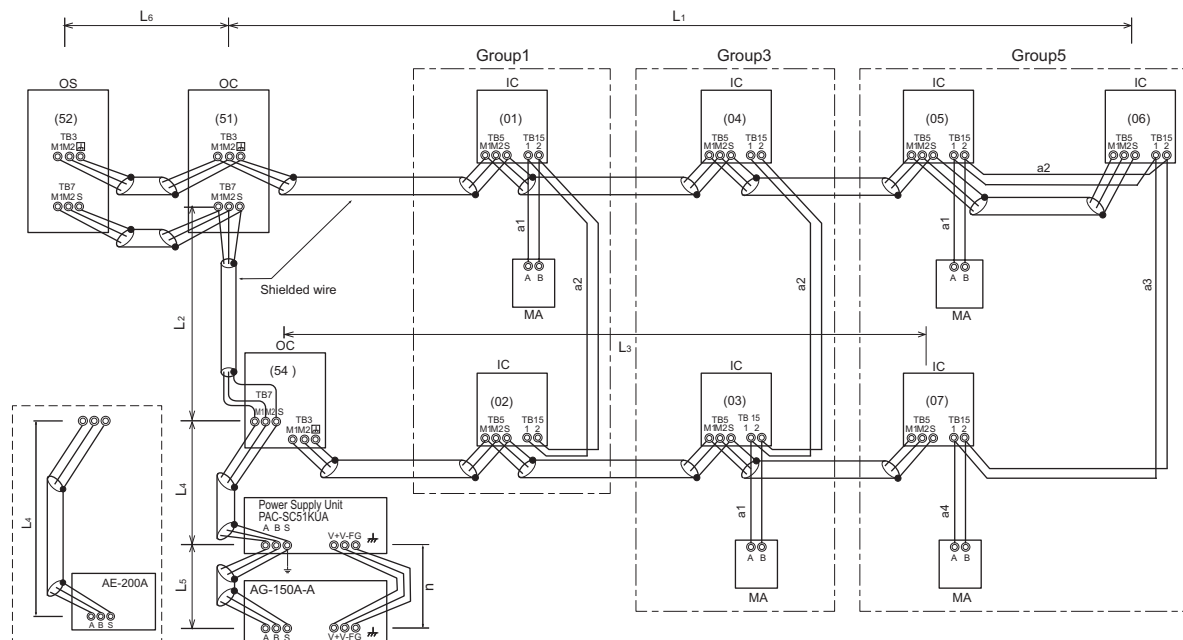 L6
L1
Group1
Group3
Group5
OS
OC
IC
IC
IC
IC
(52)
(51)
(01)
(04)
(05)
(06)
TB3
M1M2
TB3
M1M2
TB5
M1M2S
TB15
1 2
TB5
M1M2S
TB15
1 2
TB5
M1M2S
TB15
1 2
TB5
M1M2S
TB15
1 2
a2
TB7
M1M2 S
TB7
M1M2 S
a1
a1
A B
MA
A B
MA
Shielded wire
a2
a2
a3
L2
L3
OC
IC
IC
IC
(54 )
(02)
(03)
(07)
TB7
M1 M2 S
TB3
M1M2
TB5
M1M2S
TB15
1 2
TB5
M1M2S
TB 15
1 2
TB5
M1M2S
TB15
1 2
L4
L4
a1
a4
Power Supply Unit
PAC-SC51KUA
A B S
V+V-FG
A B
MA
A B
MA
L5
n
AE-200A
A B S
AG-150A-A
A B S
V+V-FG